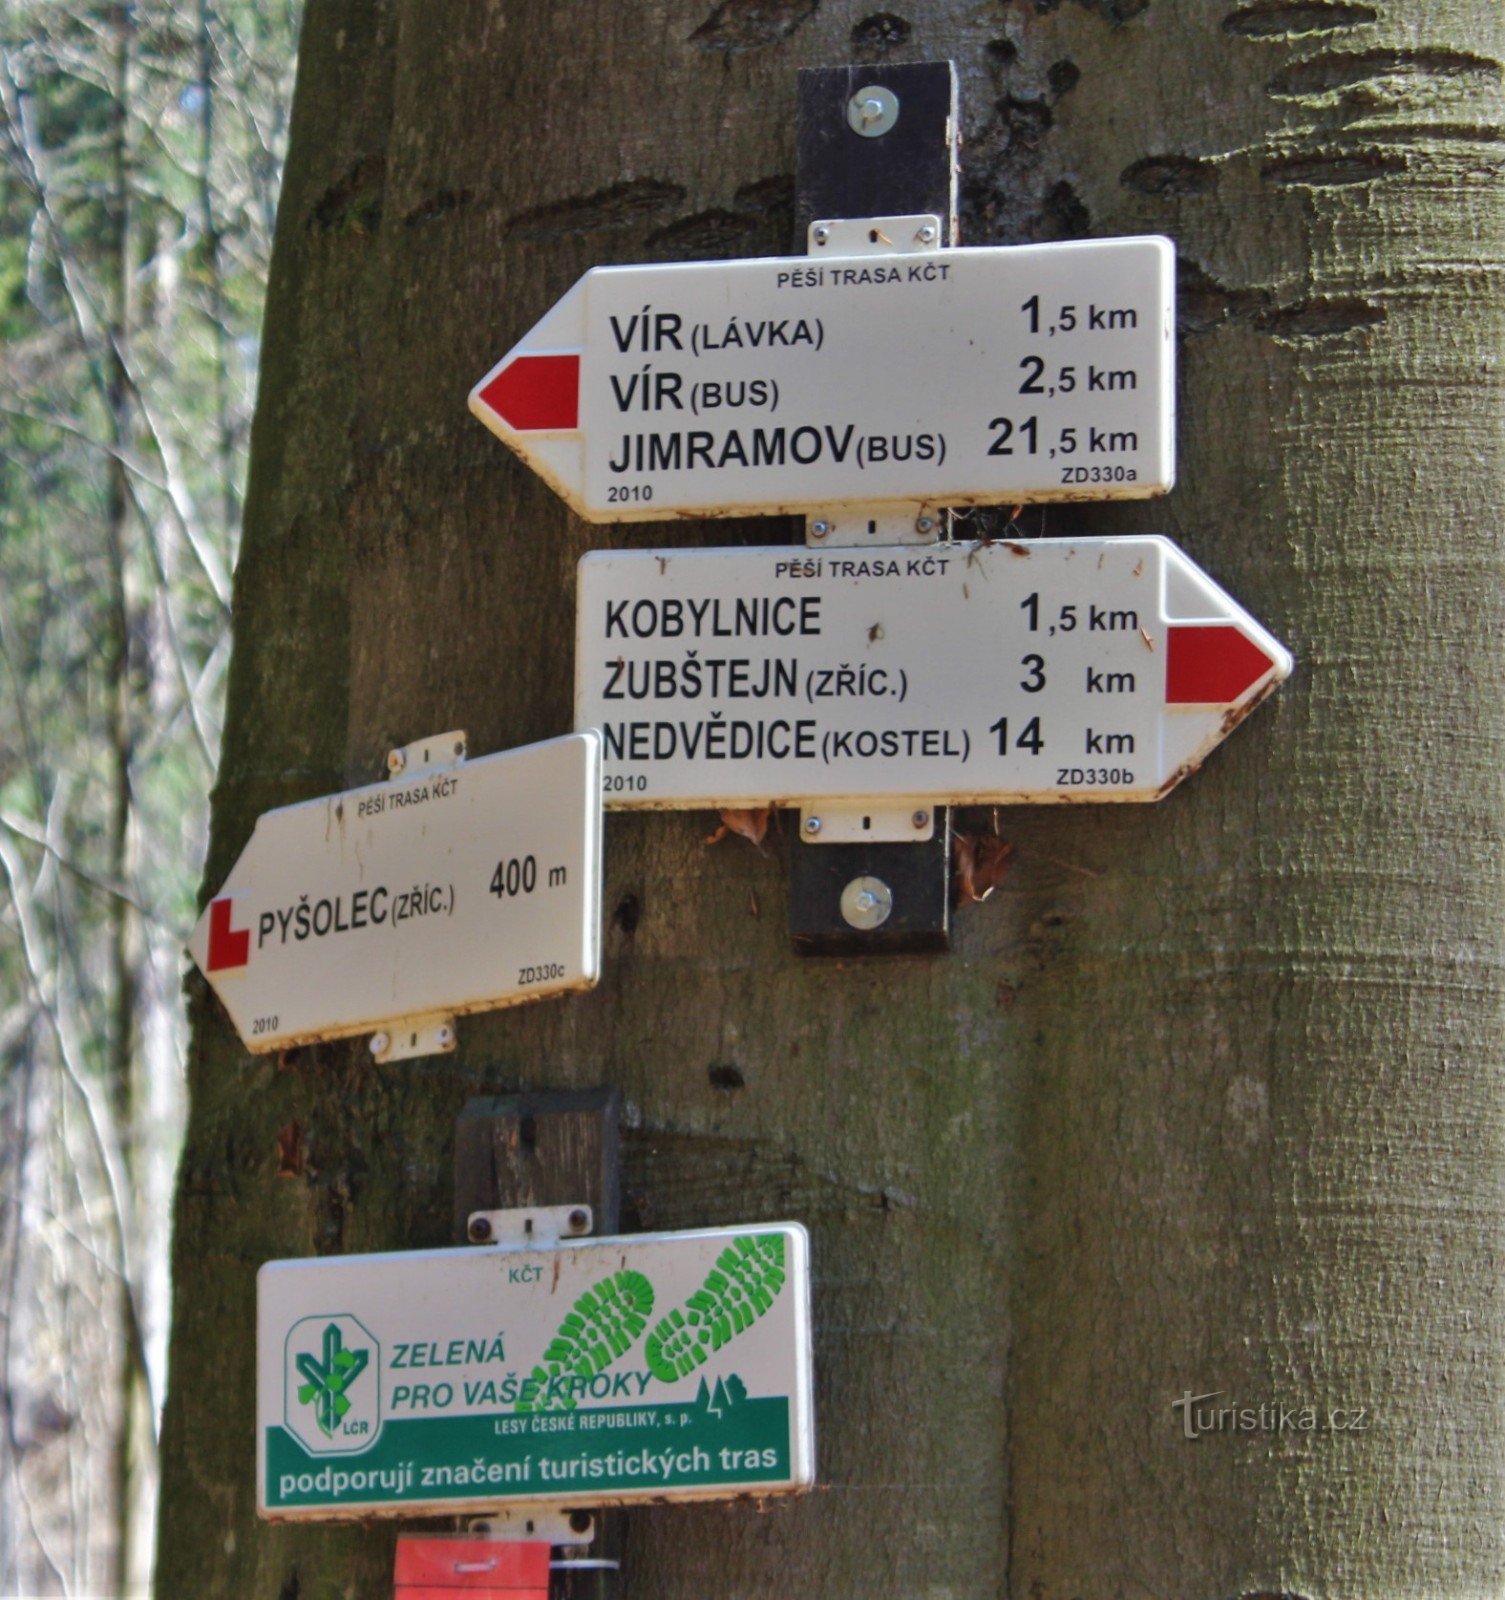 PĚŠÍ TRASA KČT
VÍR (LÁVKA) 1,5 km
VÍR (BUS) 2,5 km
JIMRAMOV (BUS) 21,5 km
2010 ZD330a
PĚŠÍ TRASA KČT
KOBYLNICE 1,5 km
ZUBŠTEJN (ZŘÍC.) 3 km
NEDVĚDICE (KOSTEL) 14 km
2010 ZD330b
PĚŠÍ TRASA KČT
PYŠOLEC (ZŘÍC.) 400 m
2010 ZD330c
KČT
ZELENÁ
PRO VAŠE KROKY
LČR
LESY ČESKÉ REPUBLIKY, s. p.
podporují značení turistických tras
Turistika.cz